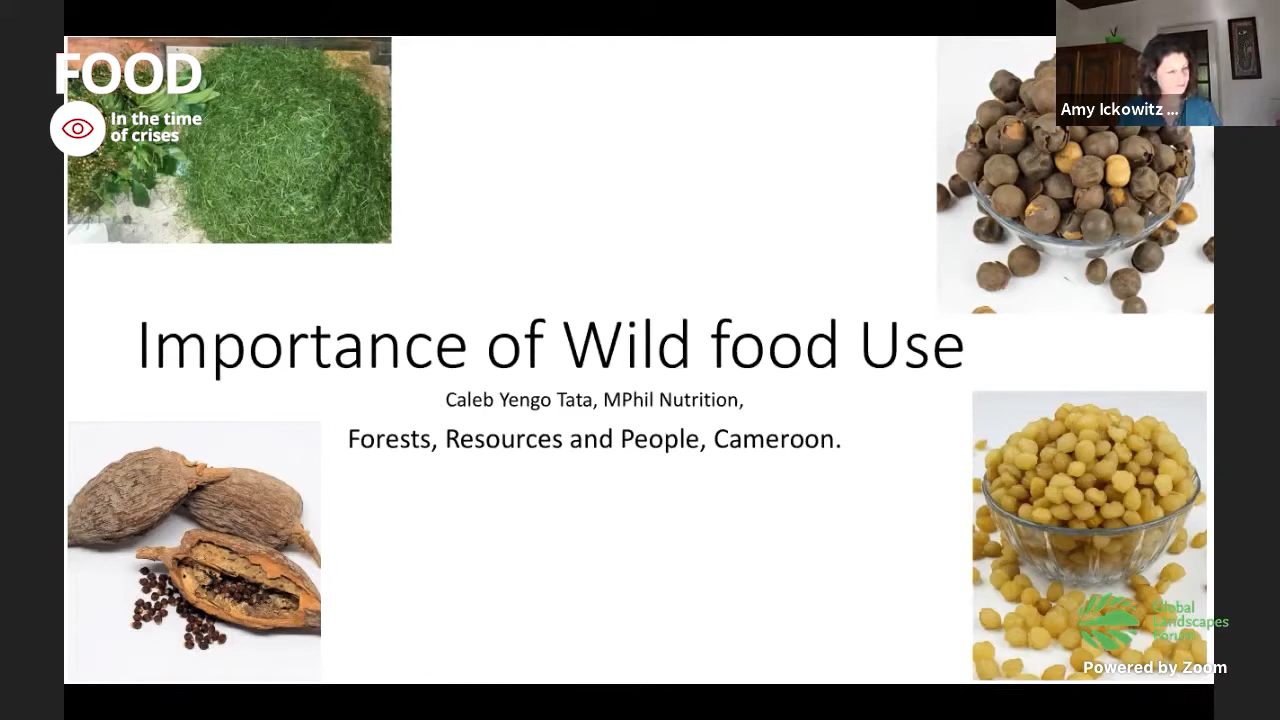 FOOD
In the time
of crises
Amy Ickowitz ...
Importance of Wild food Use
Caleb Yengo Tata, MPhil Nutrition,
Forests, Resources and People, Cameroon.
Global
Landscapes
Forum
Powered by Zoom